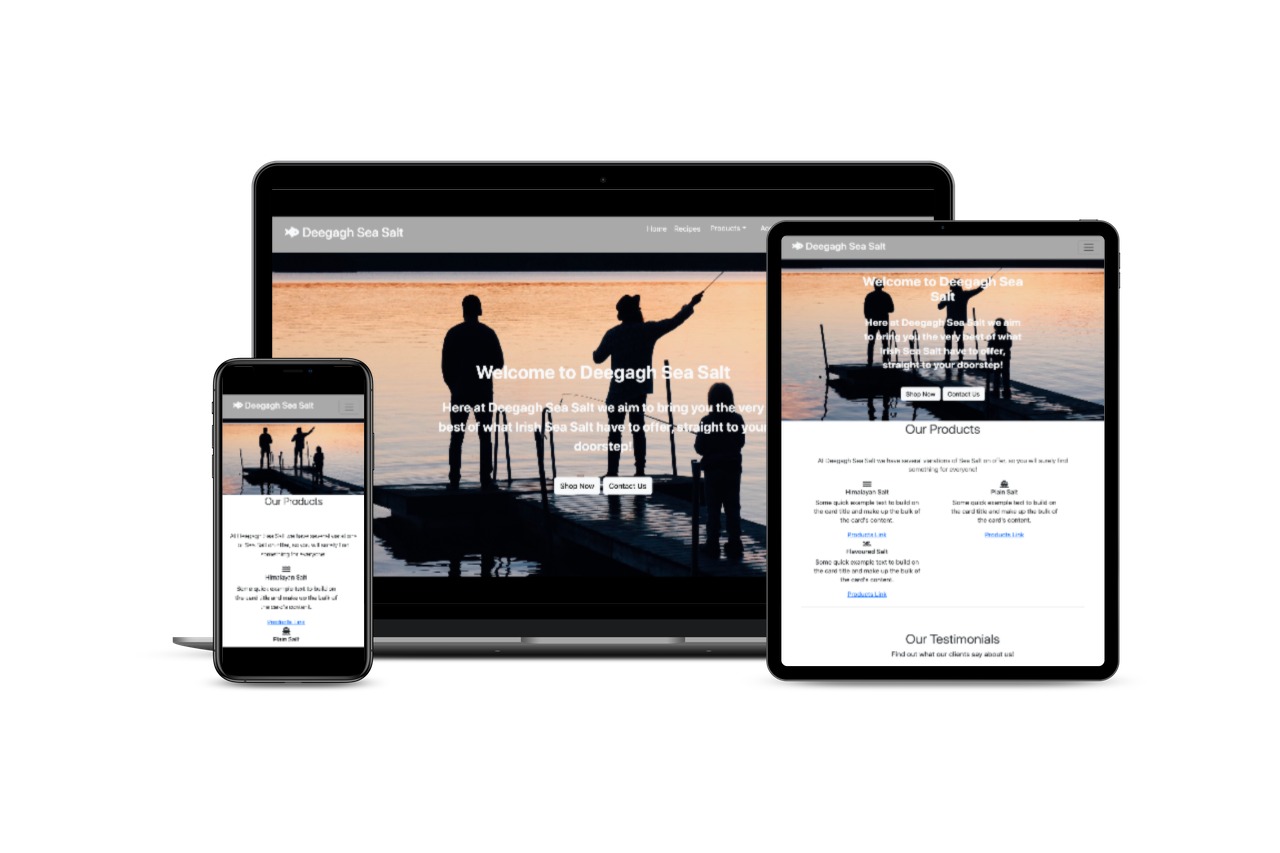 Deegagh Sea Salt
Home Recipes Products
Welcome to Deegagh Sea Salt
Here at Deegagh Sea Salt we aim to bring you the very
best of what Irish Sea Salt have to offer, straight to your
doorstep!
Shop Now Contact Us
Deegagh Sea Salt
Our Products
At Deegagh Sea Salt we have several variations
of Sea Salt on offer, so you will surely find
something for everyone!
Himalayan Salt
Some quick example text to build on
the card title and make up the bulk of
the card's content.
Products Link
Plain Salt
Deegagh Sea Salt
Welcome to Deegagh Sea
Salt
Here at Deegagh Sea Salt we aim
to bring you the very best of what
Irish Sea Salt have to offer,
straight to your doorstep!
Shop Now Contact Us
Our Products
At Deegagh Sea Salt we have several variations of Sea Salt on offer, so you will surely find
something for everyone!
Himalayan Salt
Some quick example text to build on
the card title and make up the bulk of
the card's content.
Products Link
Plain Salt
Some quick example text to build on
the card title and make up the bulk of
the card's content.
Products Link
Flavoured Salt
Some quick example text to build on
the card title and make up the bulk of
the card's content.
Products Link
Our Testimonials
Find out what our clients say about us!